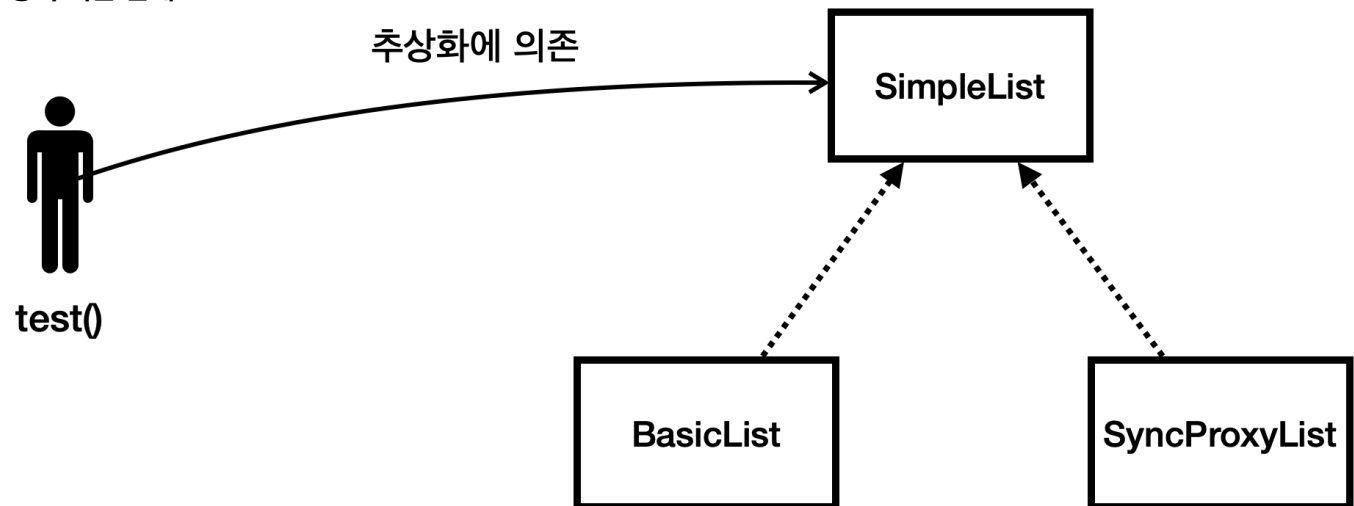 추상화에 의존
SimpleList
test()
BasicList
SyncProxyList